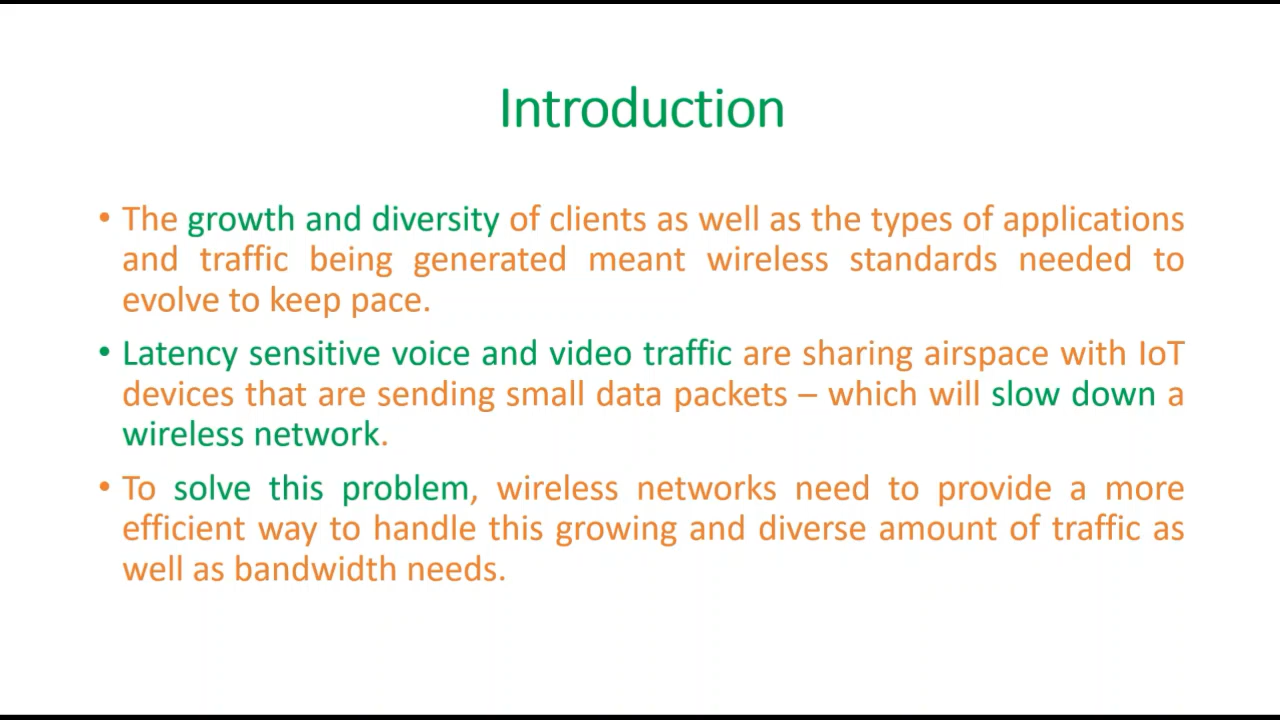 Introduction
• The growth and diversity of clients as well as the types of applications
and traffic being generated meant wireless standards needed to
evolve to keep pace.
• Latency sensitive voice and video traffic are sharing airspace with IoT
devices that are sending small data packets – which will slow down a
wireless network.
• To solve this problem, wireless networks need to provide a more
efficient way to handle this growing and diverse amount of traffic as
well as bandwidth needs.